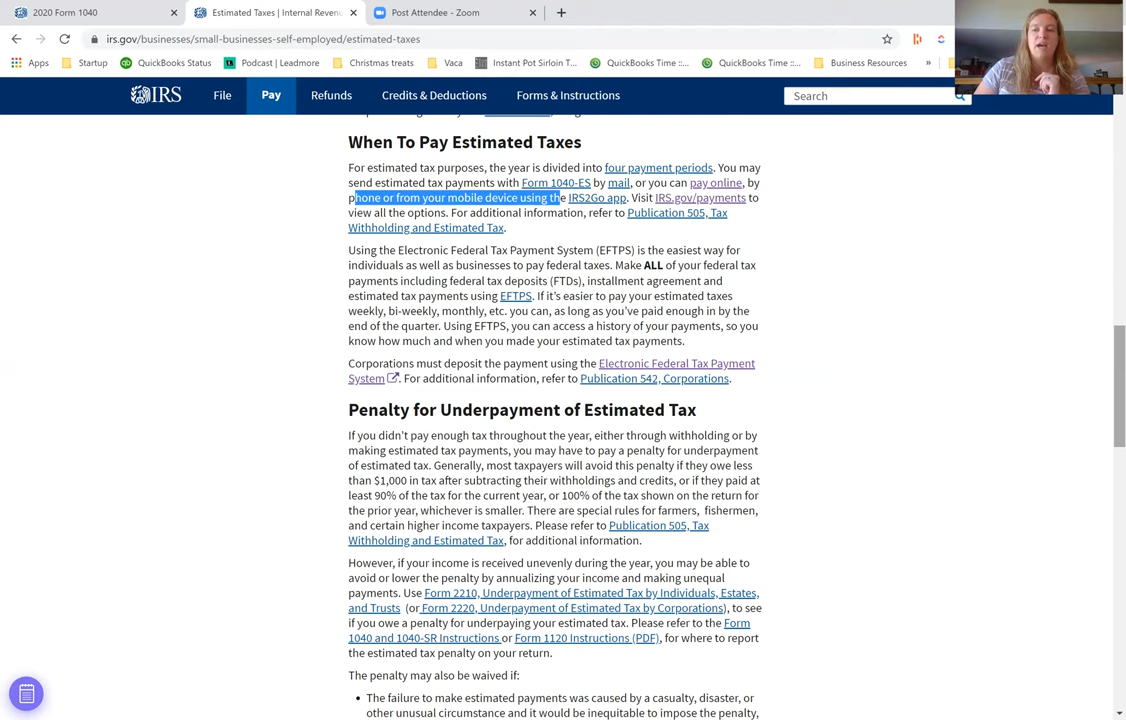 2020 Form 1040
Estimated Taxes | Internal Revenu
Post Attendee - Zoom
irs.gov/businesses/small-businesses-self-employed/estimated-taxes
Apps
Startup
QuickBooks Status
Podcast | Leadmore
Christmas treats
Vaca
Instant Pot Sirloin T...
QuickBooks Time ::...
QuickBooks Time ::...
Business Resources
»
IRS
File
Pay
Refunds
Credits & Deductions
Forms & Instructions
Search
When To Pay Estimated Taxes
For estimated tax purposes, the year is divided into four payment periods. You may
send estimated tax payments with Form 1040-ES by mail, or you can pay online, by
phone or from your mobile device using the IRS2Go app. Visit IRS.gov/payments to
view all the options. For additional information, refer to Publication 505, Tax
Withholding and Estimated Tax.
Using the Electronic Federal Tax Payment System (EFTPS) is the easiest way for
individuals as well as businesses to pay federal taxes. Make ALL of your federal tax
payments including federal tax deposits (FTDs), installment agreement and
estimated tax payments using EFTPS. If it's easier to pay your estimated taxes
weekly, bi-weekly, monthly, etc. you can, as long as you've paid enough in by the
end of the quarter. Using EFTPS, you can access a history of your payments, so you
know how much and when you made your estimated tax payments.
Corporations must deposit the payment using the Electronic Federal Tax Payment
System. For additional information, refer to Publication 542, Corporations.
Penalty for Underpayment of Estimated Tax
If you didn't pay enough tax throughout the year, either through withholding or by
making estimated tax payments, you may have to pay a penalty for underpayment
of estimated tax. Generally, most taxpayers will avoid this penalty if they owe less
than $1,000 in tax after subtracting their withholdings and credits, or if they paid at
least 90% of the tax for the current year, or 100% of the tax shown on the return for
the prior year, whichever is smaller. There are special rules for farmers, fishermen,
and certain higher income taxpayers. Please refer to Publication 505, Tax
Withholding and Estimated Tax, for additional information.
However, if your income is received unevenly during the year, you may be able to
avoid or lower the penalty by annualizing your income and making unequal
payments. Use Form 2210, Underpayment of Estimated Tax by Individuals, Estates,
and Trusts (or Form 2220, Underpayment of Estimated Tax by Corporations), to see
if you owe a penalty for underpaying your estimated tax. Please refer to the Form
1040 and 1040-SR Instructions or Form 1120 Instructions (PDF), for where to report
the estimated tax penalty on your return.
The penalty may also be waived if:
• The failure to make estimated payments was caused by a casualty, disaster, or
other unusual circumstance and it would be inequitable to impose the penalty,